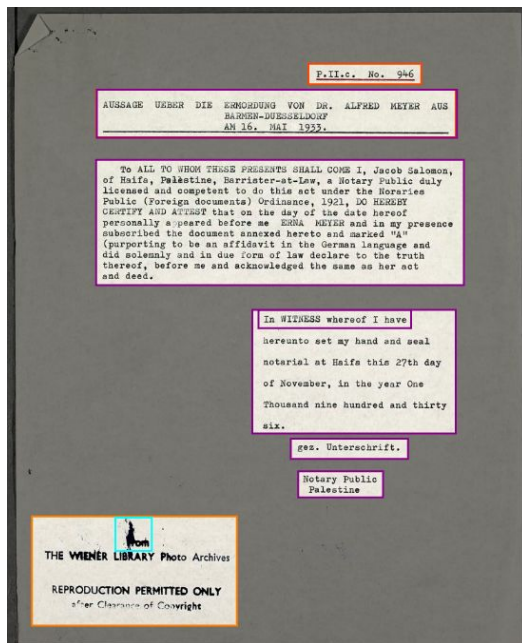 P.II.c. No. 946
AUSSAGE UEBER DIE ERMORDUNG VON DR. ALFRED MEYER AUS
BARMEN-DUESSELDORF
AM 16. MAI 1933.
To ALL TO WHOM THESE PRESENTS SHALL COME I, Jacob Salomon,
of Haifa, Palestine, Barrister-at-Law, a Notary Public duly
licensed and competent to do this act under the Noraries
Public (Foreign documents) Ordinance, 1921, DO HEREBY
CERTIFY AND ATTEST that on the day of the date hereof
personally appeared before me ERNA MEYER and in my presence
subscribed the document annexed hereto and marked "A"
(purporting to be an affidavit in the German language and
did solemnly and in due form of law declare to the truth
thereof, before me and acknowledged the same as her act
and deed.
In WITNESS whereof I have
hereunto set my hand and seal
notarial at Haifa this 27th day
of November, in the year One
Thousand nine hundred and thirty
six.
gez. Unterschrift.
Notary Public
Palestine
From
THE WIENER LIBRARY Photo Archives
REPRODUCTION PERMITTED ONLY
after Clearance of Copyright